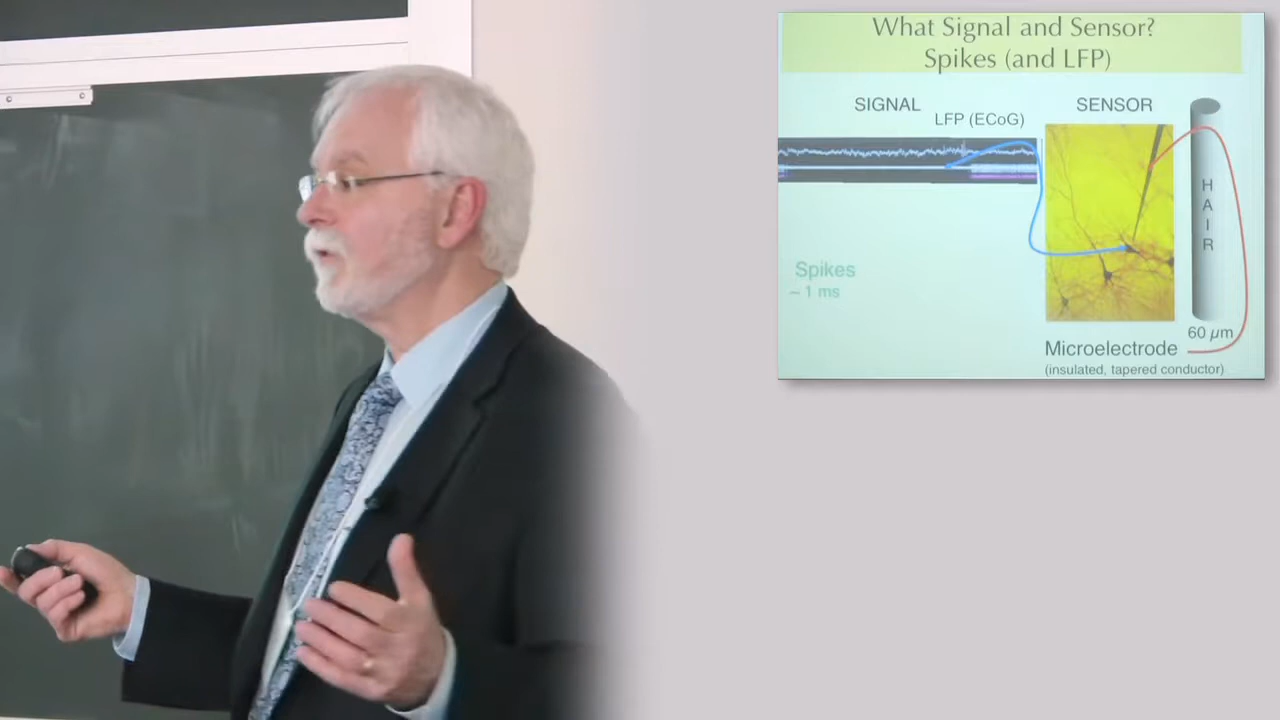 What Signal and Sensor?
Spikes (and LFP)
SIGNAL
SENSOR
LFP (ECoG)
HAIR
Spikes
~ 1 ms
60 µm
Microelectrode
(insulated, tapered conductor)